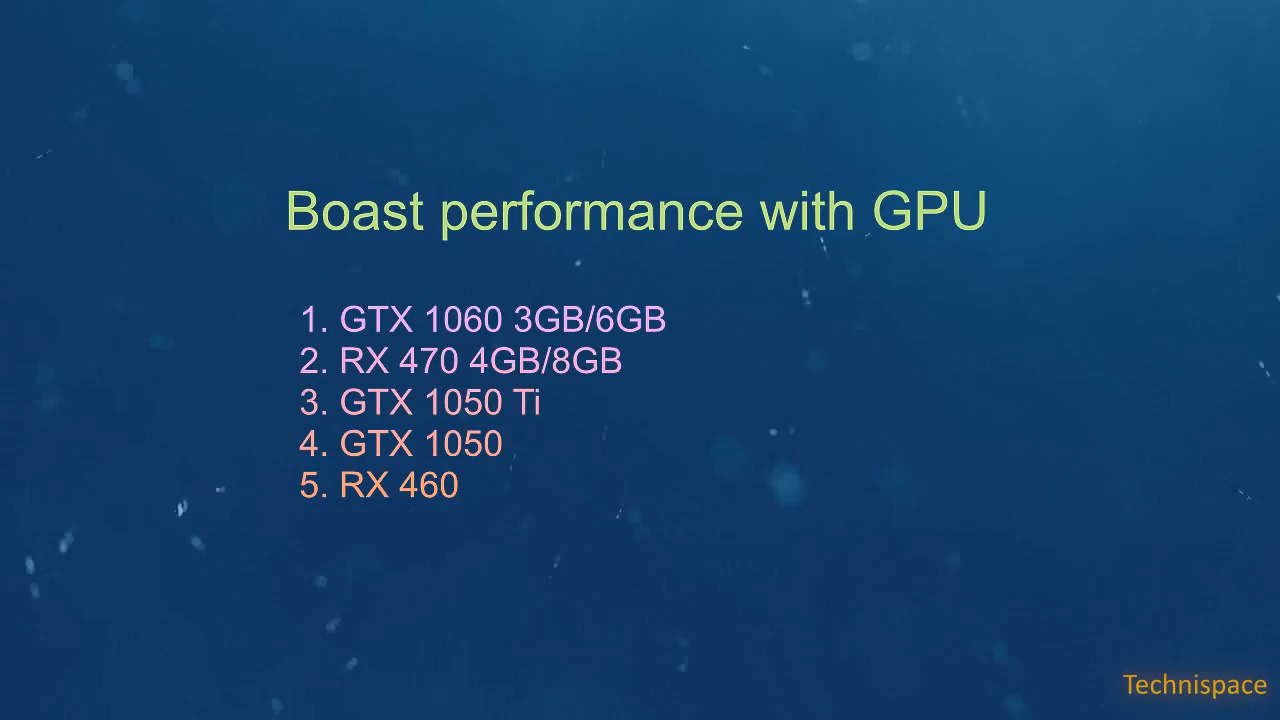 Boast performance with GPU
1. GTX 1060 3GB/6GB
2. RX 470 4GB/8GB
3. GTX 1050 Ti
4. GTX 1050
5. RX 460
Technispace